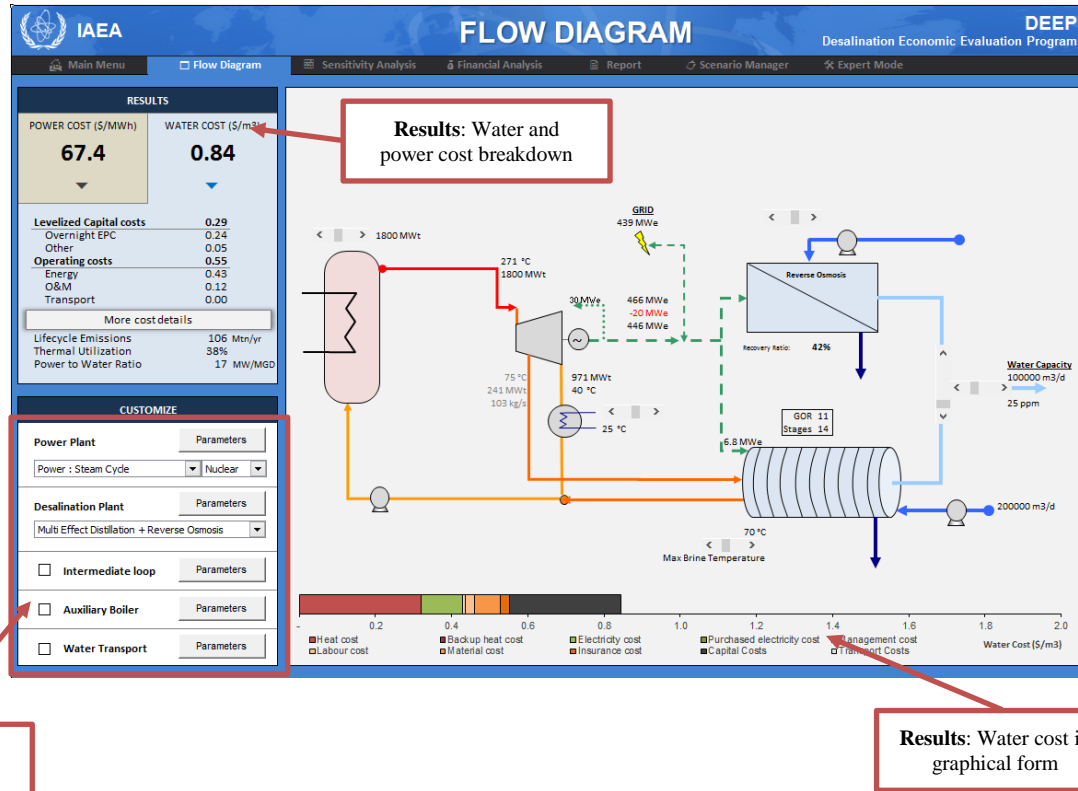 IAEA
FLOW DIAGRAM
DEEP
Desalination Economic Evaluation Program
Main Menu
Flow Diagram
Sensitivity Analysis
Financial Analysis
Report
Scenario Manager
Expert Mode
RESULTS
POWER COST ($/MWh)
WATER COST ($/m3)
67.4
0.84
Levelized Capital costs 0.29
Overnight EPC 0.24
Other 0.05
Operating costs 0.55
Energy 0.43
O&M 0.12
Transport 0.00
More cost details
Lifecycle Emissions 106 Mtn/yr
Thermal Utilization 38%
Power to Water Ratio 17 MW/MGD
Results: Water and
power cost breakdown
CUSTOMIZE
Power Plant Parameters
Power : Steam Cycle Nuclear
Desalination Plant Parameters
Multi Effect Distillation + Reverse Osmosis
Intermediate loop Parameters
Auxiliary Boiler Parameters
Water Transport Parameters
1800 MWt
271 °C
1800 MWt
GRID
439 MWe
30 MWe
466 MWe
-20 MWe
446 MWe
75 °C
241 MWt
103 kg/s
971 MWt
40 °C
25 °C
Reverse Osmosis
Recovery Ratio: 42%
Water Capacity
100000 m3/d
25 ppm
GOR 11
Stages 14
6.8 MWe
200000 m3/d
70 °C
Max Brine Temperature
- 0.2 0.4 0.6 0.8 1.0 1.2 1.4 1.6 1.8 2.0
Heat cost Backup heat cost Electricity cost Purchased electricity cost Management cost
Labour cost Material cost Insurance cost Capital Costs Transport Costs
Water Cost ($/m3)
Results: Water cost
graphical form